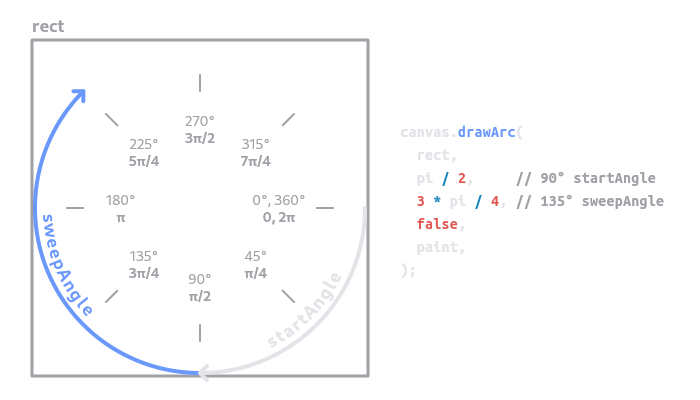 rect
270°
3π/2
225°
5π/4
315°
7π/4
180°
π
0°, 360°
0, 2π
135°
3π/4
45°
π/4
90°
π/2
sweepAngle
startAngle
canvas.drawArc(
rect,
pi / 2,     // 90° startAngle
3 * pi / 4, // 135° sweepAngle
false,
paint,
);